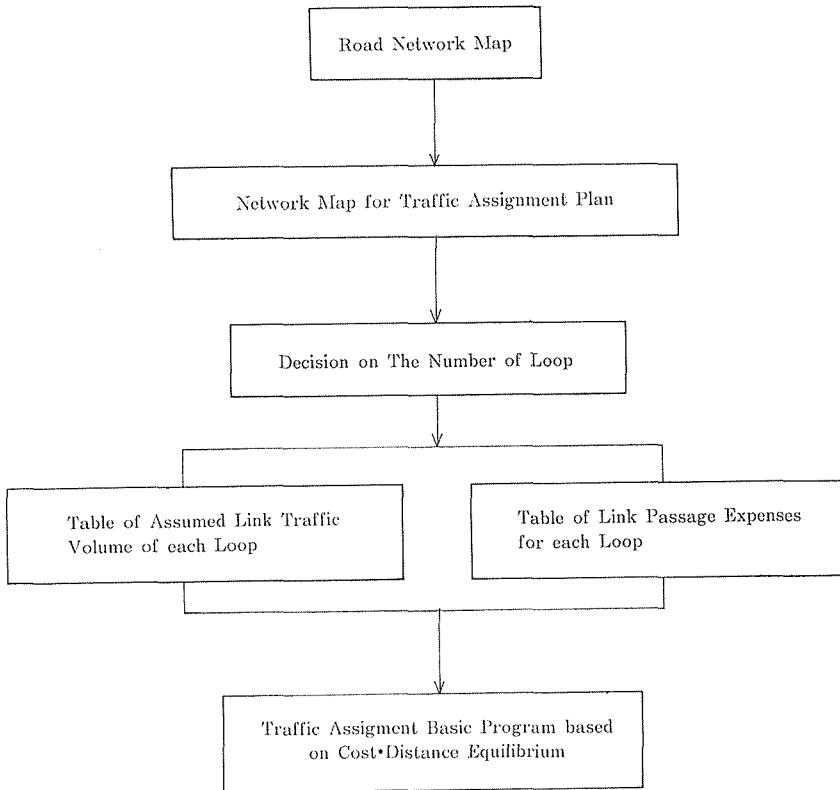 Road Network Map
Network Map for Traffic Assignment Plan
Decision on The Number of Loop
Table of Assumed Link Traffic
Volume of each Loop
Table of Link Passage Expenses
for each Loop
Traffic Assigment Basic Program based
on Cost•Distance Equilibrium